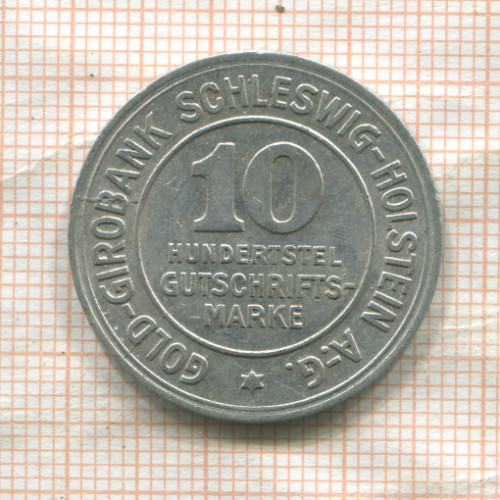 GOLD-GIROBANK SCHLESWIG-HOLSTEIN A-G.
10
HUNDERTSTEL
GUTSCHRIFTS-
MARKE